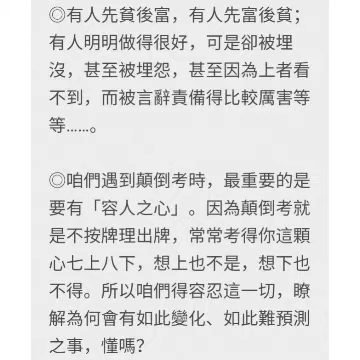 ◎有人先貧後富，有人先富後貧；
有人明明做得很好，可是卻被埋
沒，甚至被埋怨，甚至因為上者看
不到，而被言辭責備得比較厲害等
等……。
◎咱們遇到顛倒考時，最重要的是
要有「容人之心」。因為顛倒考就
是不按牌理出牌，常常考得你這顆
心七上八下，想上也不是，想下也
不得。所以咱們得容忍這一切，瞭
解為何會有如此變化、如此難預測
之事，懂嗎？